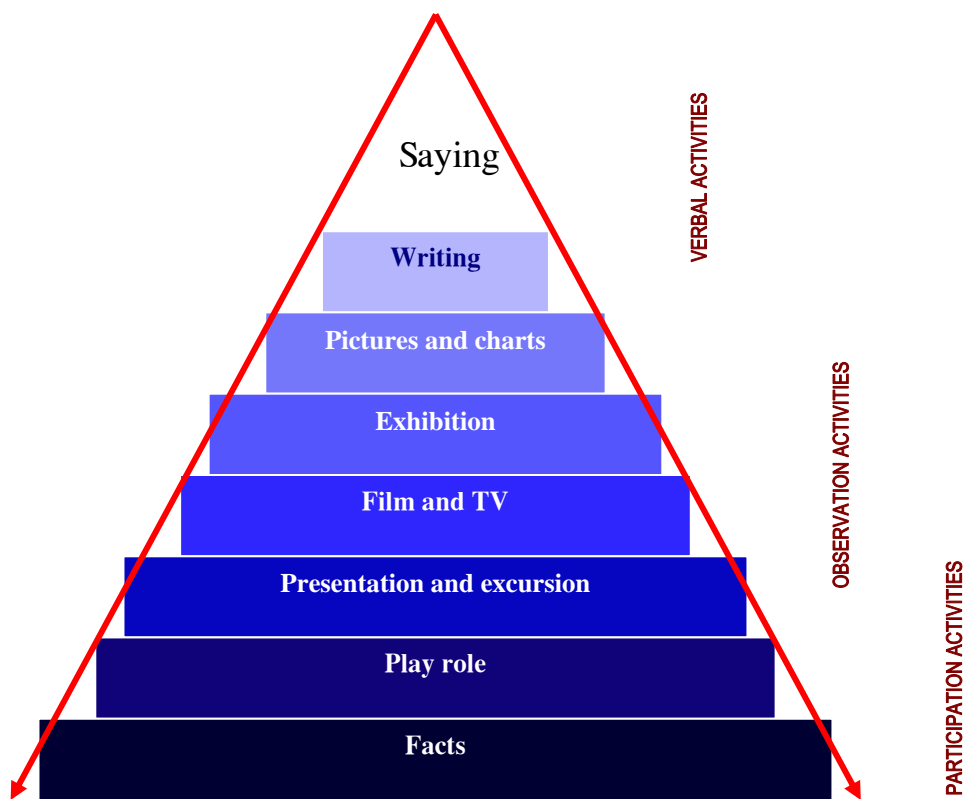 Saying
Writing
Pictures and charts
Exhibition
Film and TV
Presentation and excursion
Play role
Facts
VERBAL ACTIVITIES
OBSERVATION ACTIVITIES
PARTICIPATION ACTIVITIES